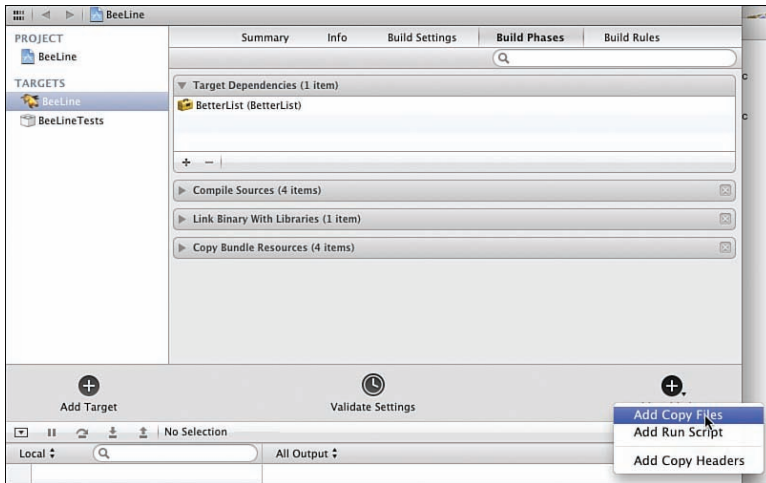 BeeLine
PROJECT
BeeLine
TARGETS
BeeLine
BeeLineTests
Summary Info Build Settings Build Phases Build Rules
Target Dependencies (1 item)
BetterList (BetterList)
+ −
Compile Sources (4 items)
Link Binary With Libraries (1 item)
Copy Bundle Resources (4 items)
Add Target
Validate Settings
Add Copy Files
Add Run Script
Add Copy Headers
No Selection
Local
All Output
c
c